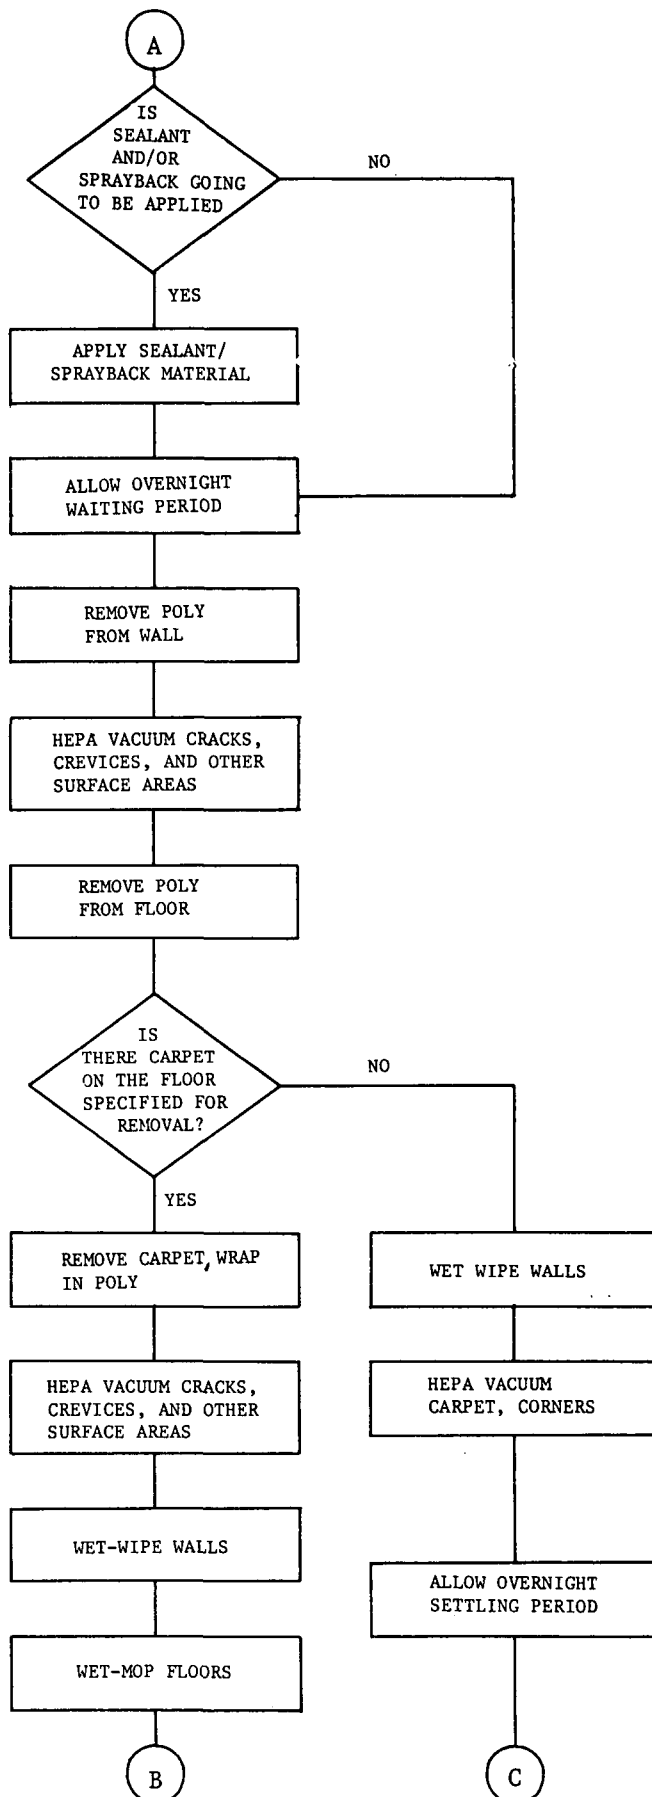 A
IS
SEALANT
AND/OR
SPRAYBACK GOING
TO BE APPLIED
NO
YES
APPLY SEALANT/
SPRAYBACK MATERIAL
ALLOW OVERNIGHT
WAITING PERIOD
REMOVE POLY
FROM WALL
HEPA VACUUM CRACKS,
CREVICES, AND OTHER
SURFACE AREAS
REMOVE POLY
FROM FLOOR
IS
THERE CARPET
ON THE FLOOR
SPECIFIED FOR
REMOVAL?
NO
YES
REMOVE CARPET, WRAP
IN POLY
HEPA VACUUM CRACKS,
CREVICES, AND OTHER
SURFACE AREAS
WET-WIPE WALLS
WET-MOP FLOORS
B
WET WIPE WALLS
HEPA VACUUM
CARPET, CORNERS
ALLOW OVERNIGHT
SETTLING PERIOD
C